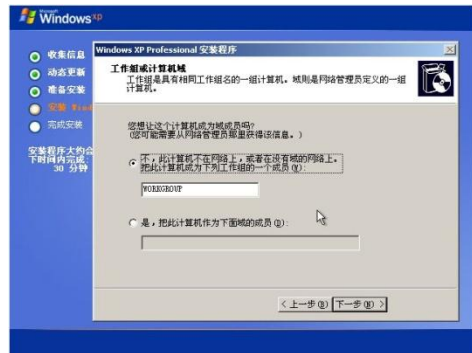 Microsoft
Windows xp
收集信息
动态更新
准备安装
安装 Wind
完成安装
安装程序大约会
下时间内完成:
30 分钟
Windows XP Professional 安装程序
工作组或计算机域
工作组是具有相同工作组名的一组计算机。域则是网络管理员定义的一组
计算机。
您想让这个计算机成为域成员吗?
(您可能需要从网络管理员那里获得该信息。)
不，此计算机不在网络上，或者在没有域的网络上。
把此计算机成为下列工作组的一个成员(W):
WORKGROUP
是，把此计算机作为下面域的成员(D):
< 上一步(B)
下一步(N) >